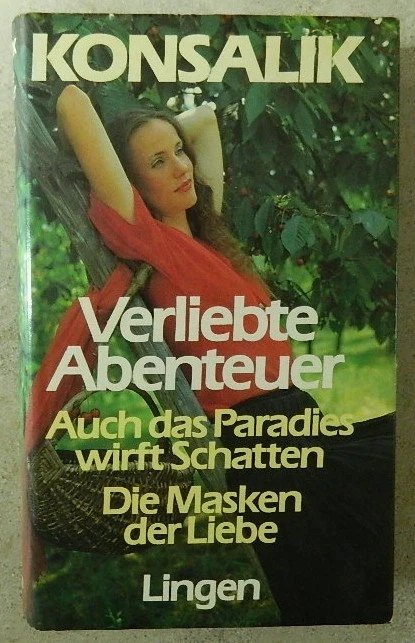 KONSALIK
Verliebte
Abenteuer
Auch das Paradies
wirft Schatten
Die Masken
der Liebe
Lingen